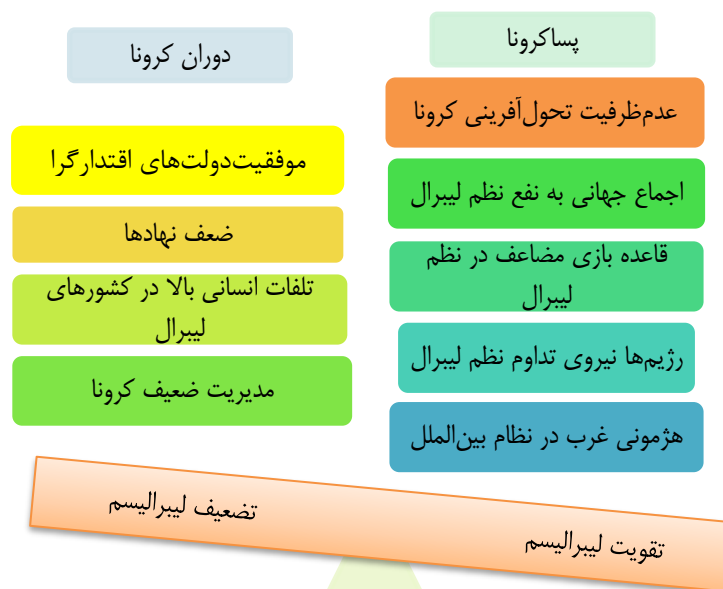 پساکرونا
دوران کرونا
عدم‌ظرفیت تحول‌آفرینی کرونا
اجماع جهانی به نفع نظم لیبرال
قاعده بازی مضاعف در نظم
لیبرال
رژیم‌ها نیروی تداوم نظم لیبرال
هژمونی غرب در نظام بین‌الملل
موفقیت‌دولت‌های اقتدارگرا
ضعف نهادها
تلفات انسانی بالا در کشورهای
لیبرال
مدیریت ضعیف کرونا
تقویت لیبرالیسم
تضعیف لیبرالیسم